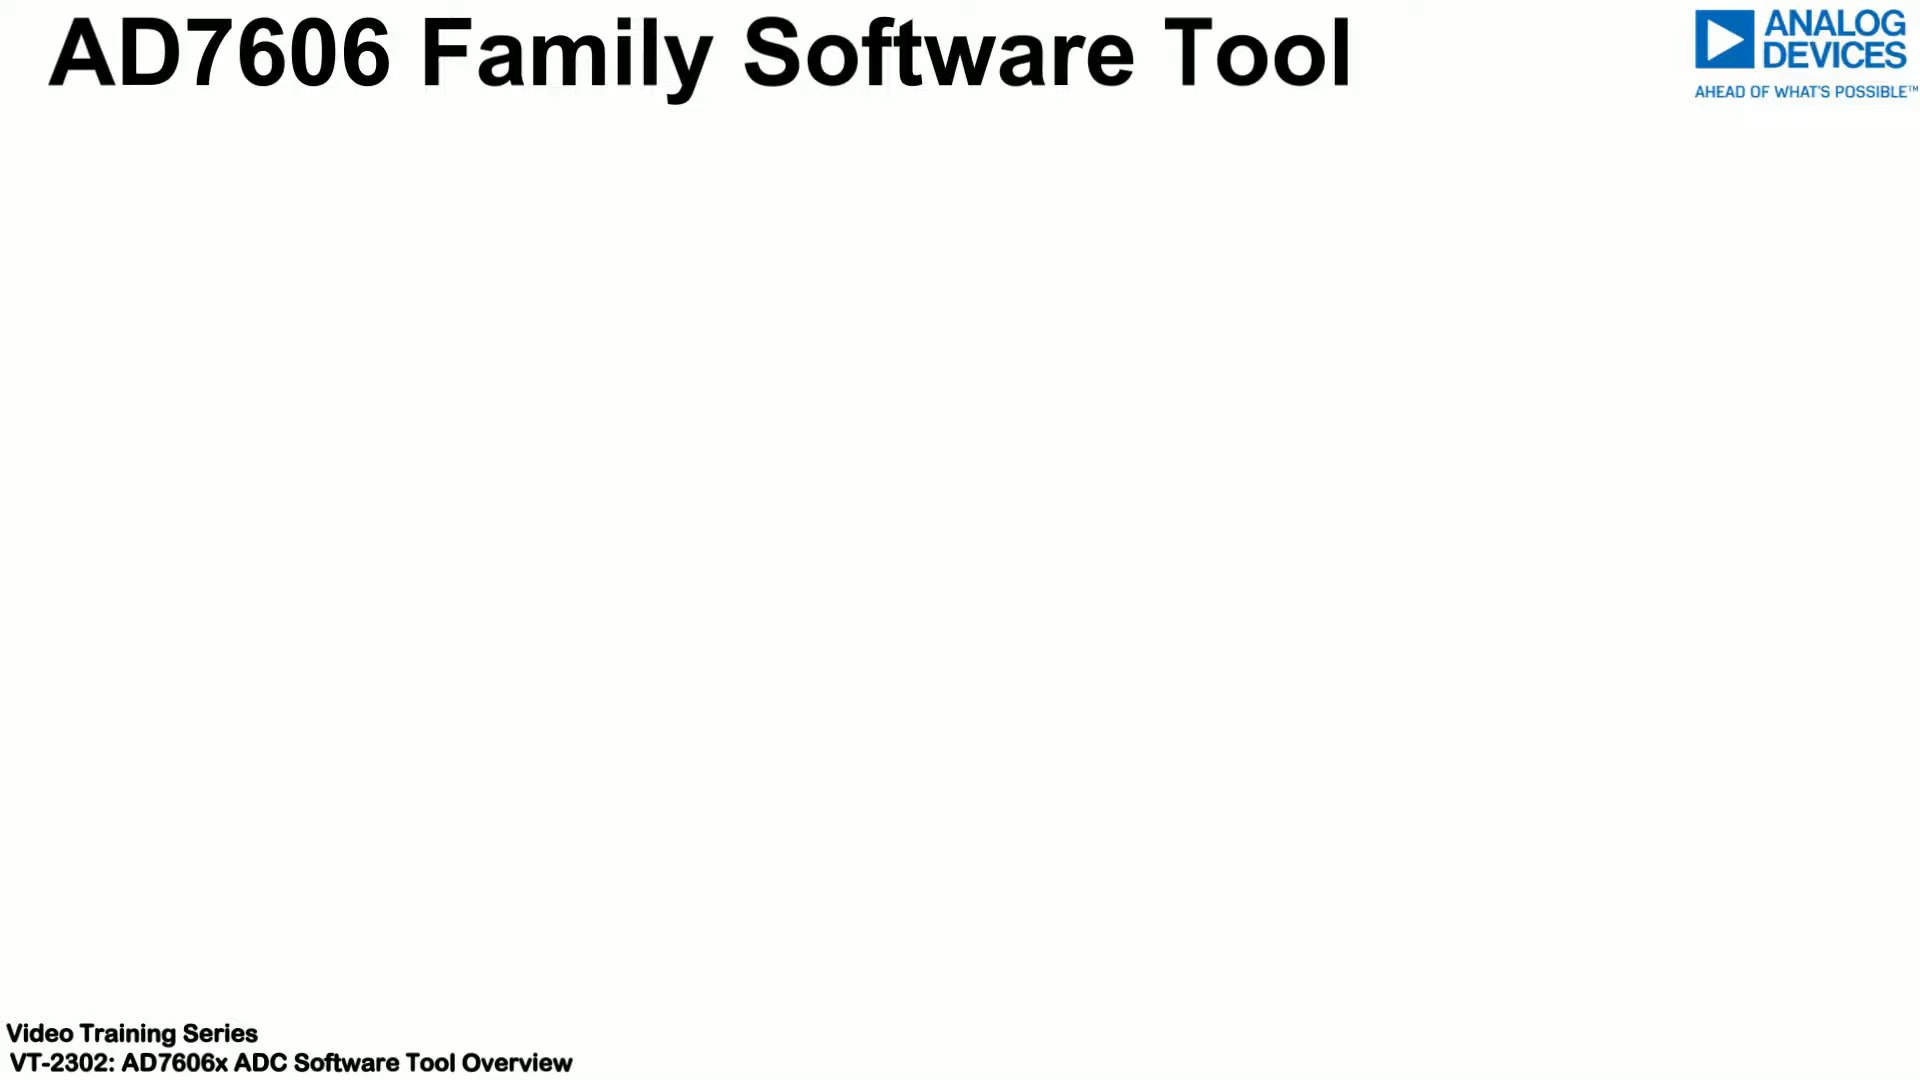 AD7606 Family Software Tool
ANALOG
DEVICES
AHEAD OF WHAT'S POSSIBLE™
Video Training Series
VT-2302: AD7606x ADC Software Tool Overview